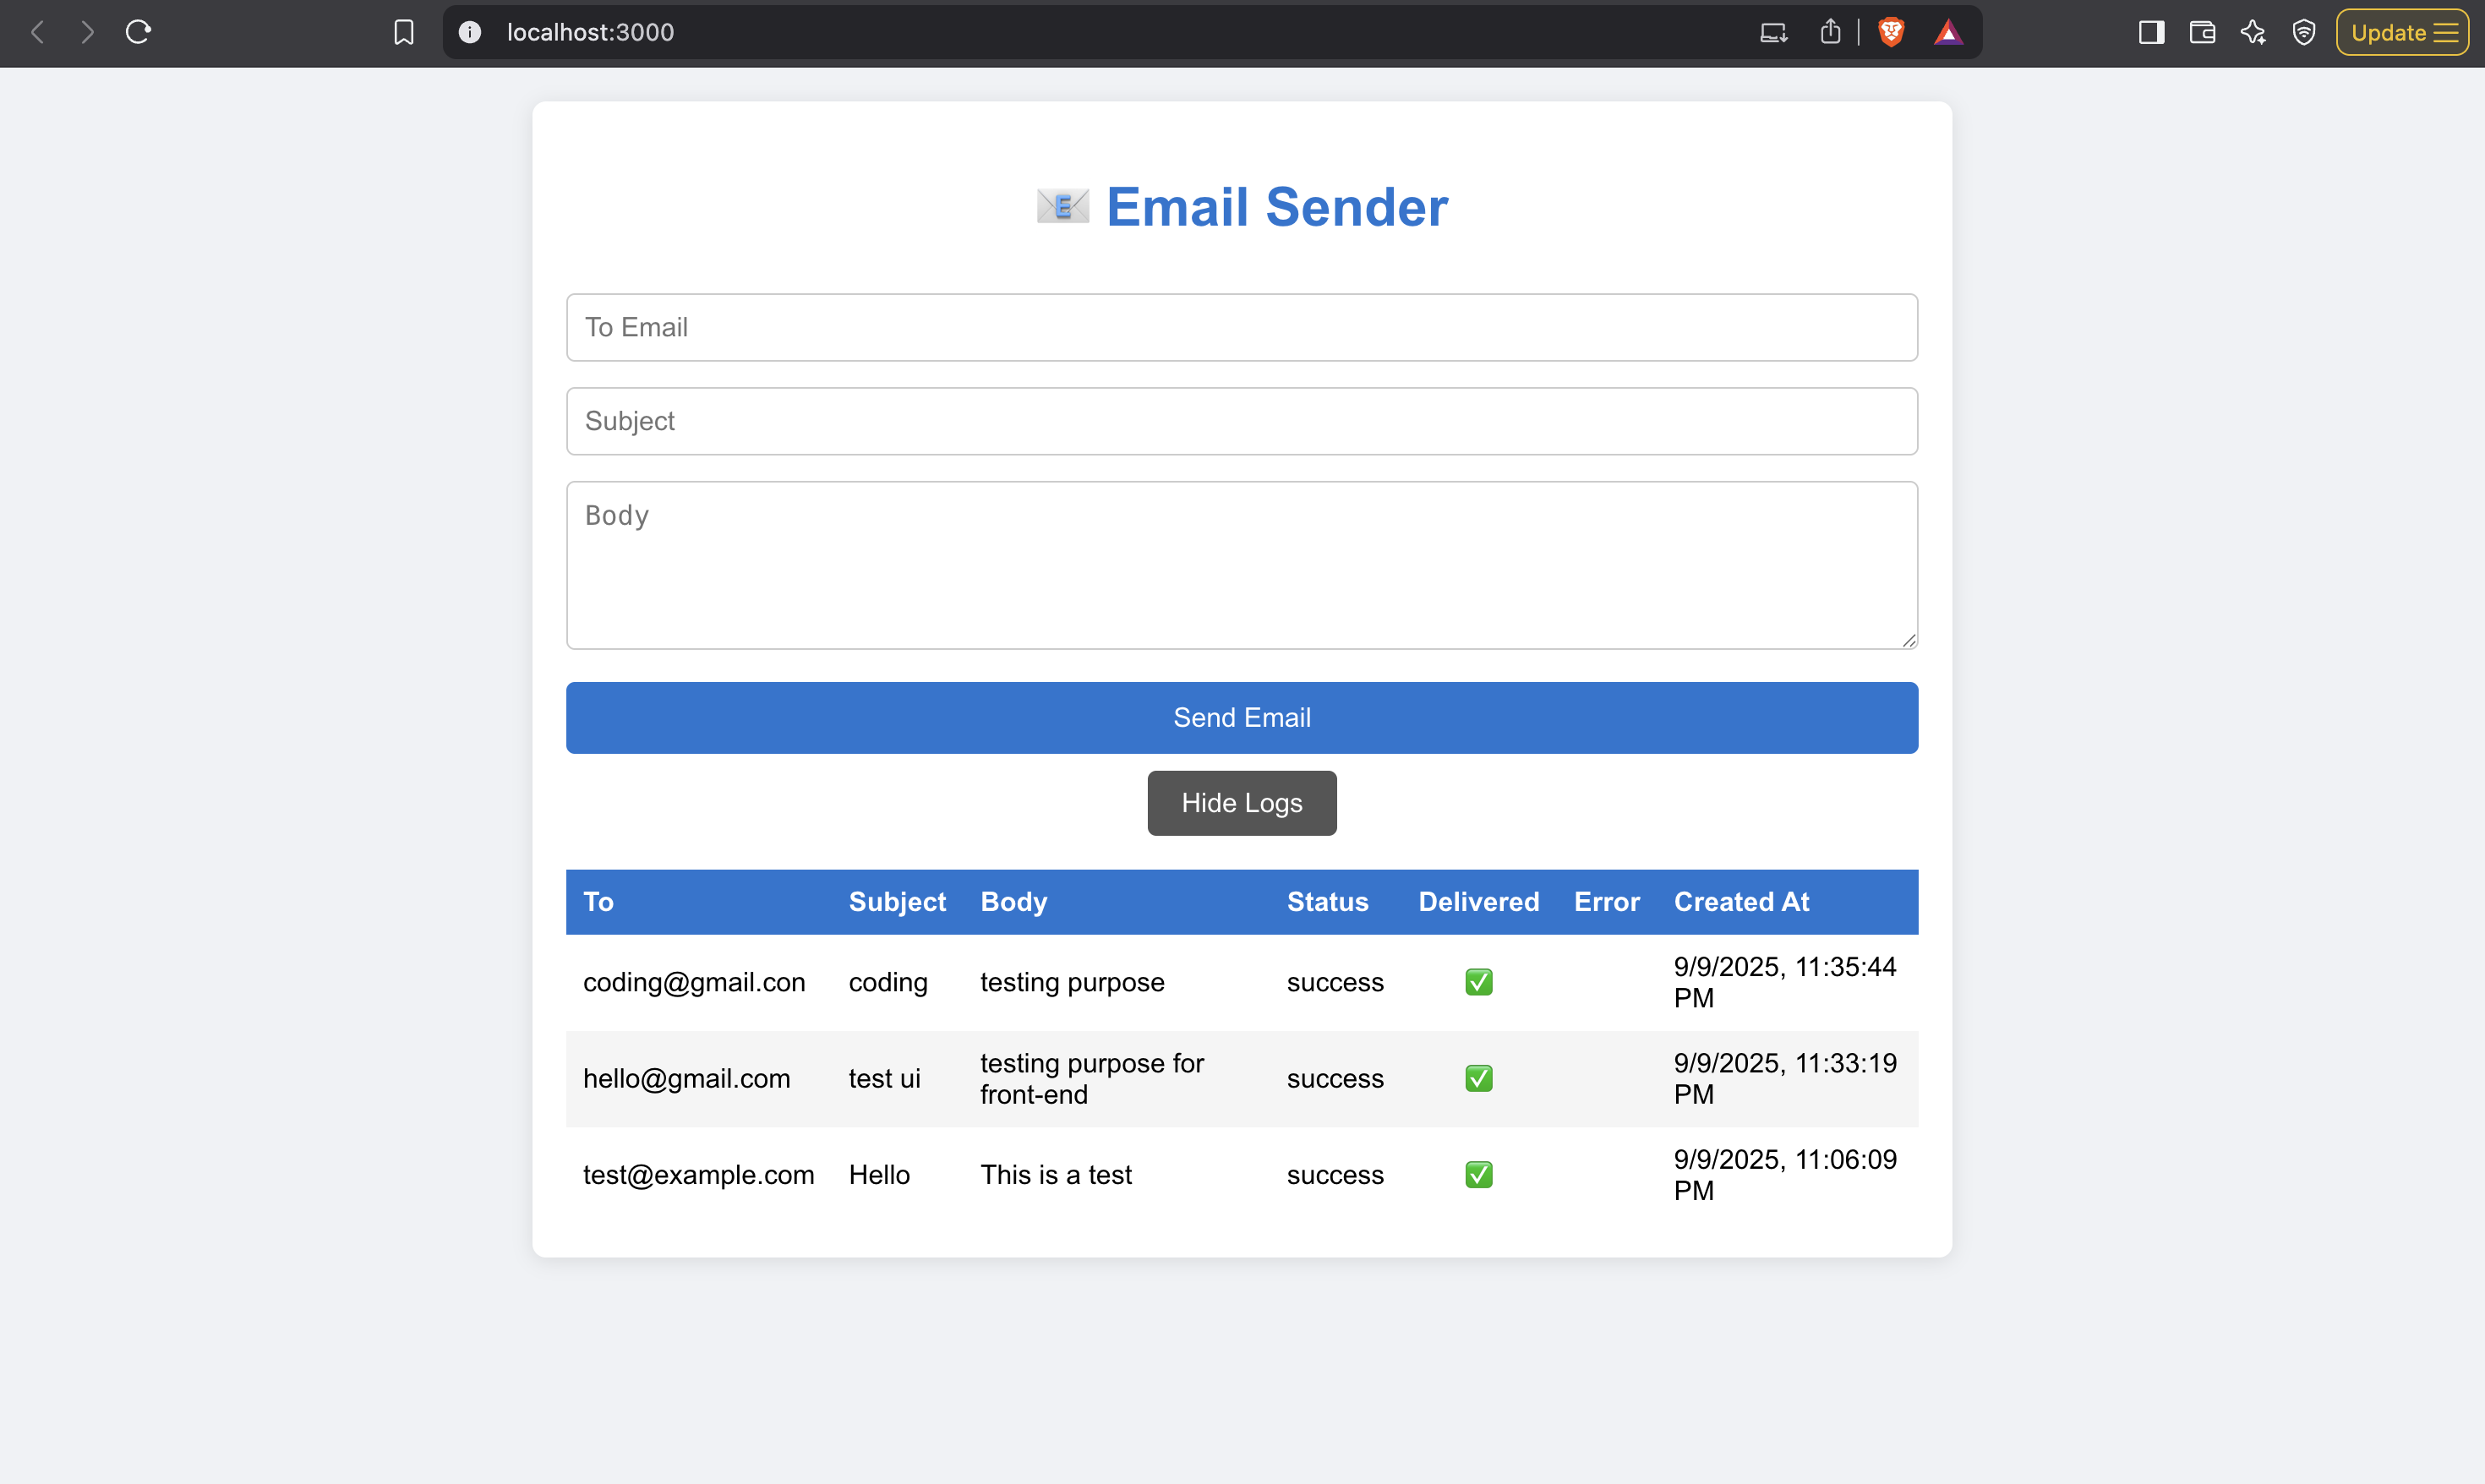 localhost:3000
Update
E Email Sender
To Email
Subject
Body
Send Email
Hide Logs
To Subject Body Status Delivered Error Created At
coding@gmail.con coding testing purpose success 9/9/2025, 11:35:44
PM
hello@gmail.com test ui testing purpose for
front-end success 9/9/2025, 11:33:19
PM
test@example.com Hello This is a test success 9/9/2025, 11:06:09
PM